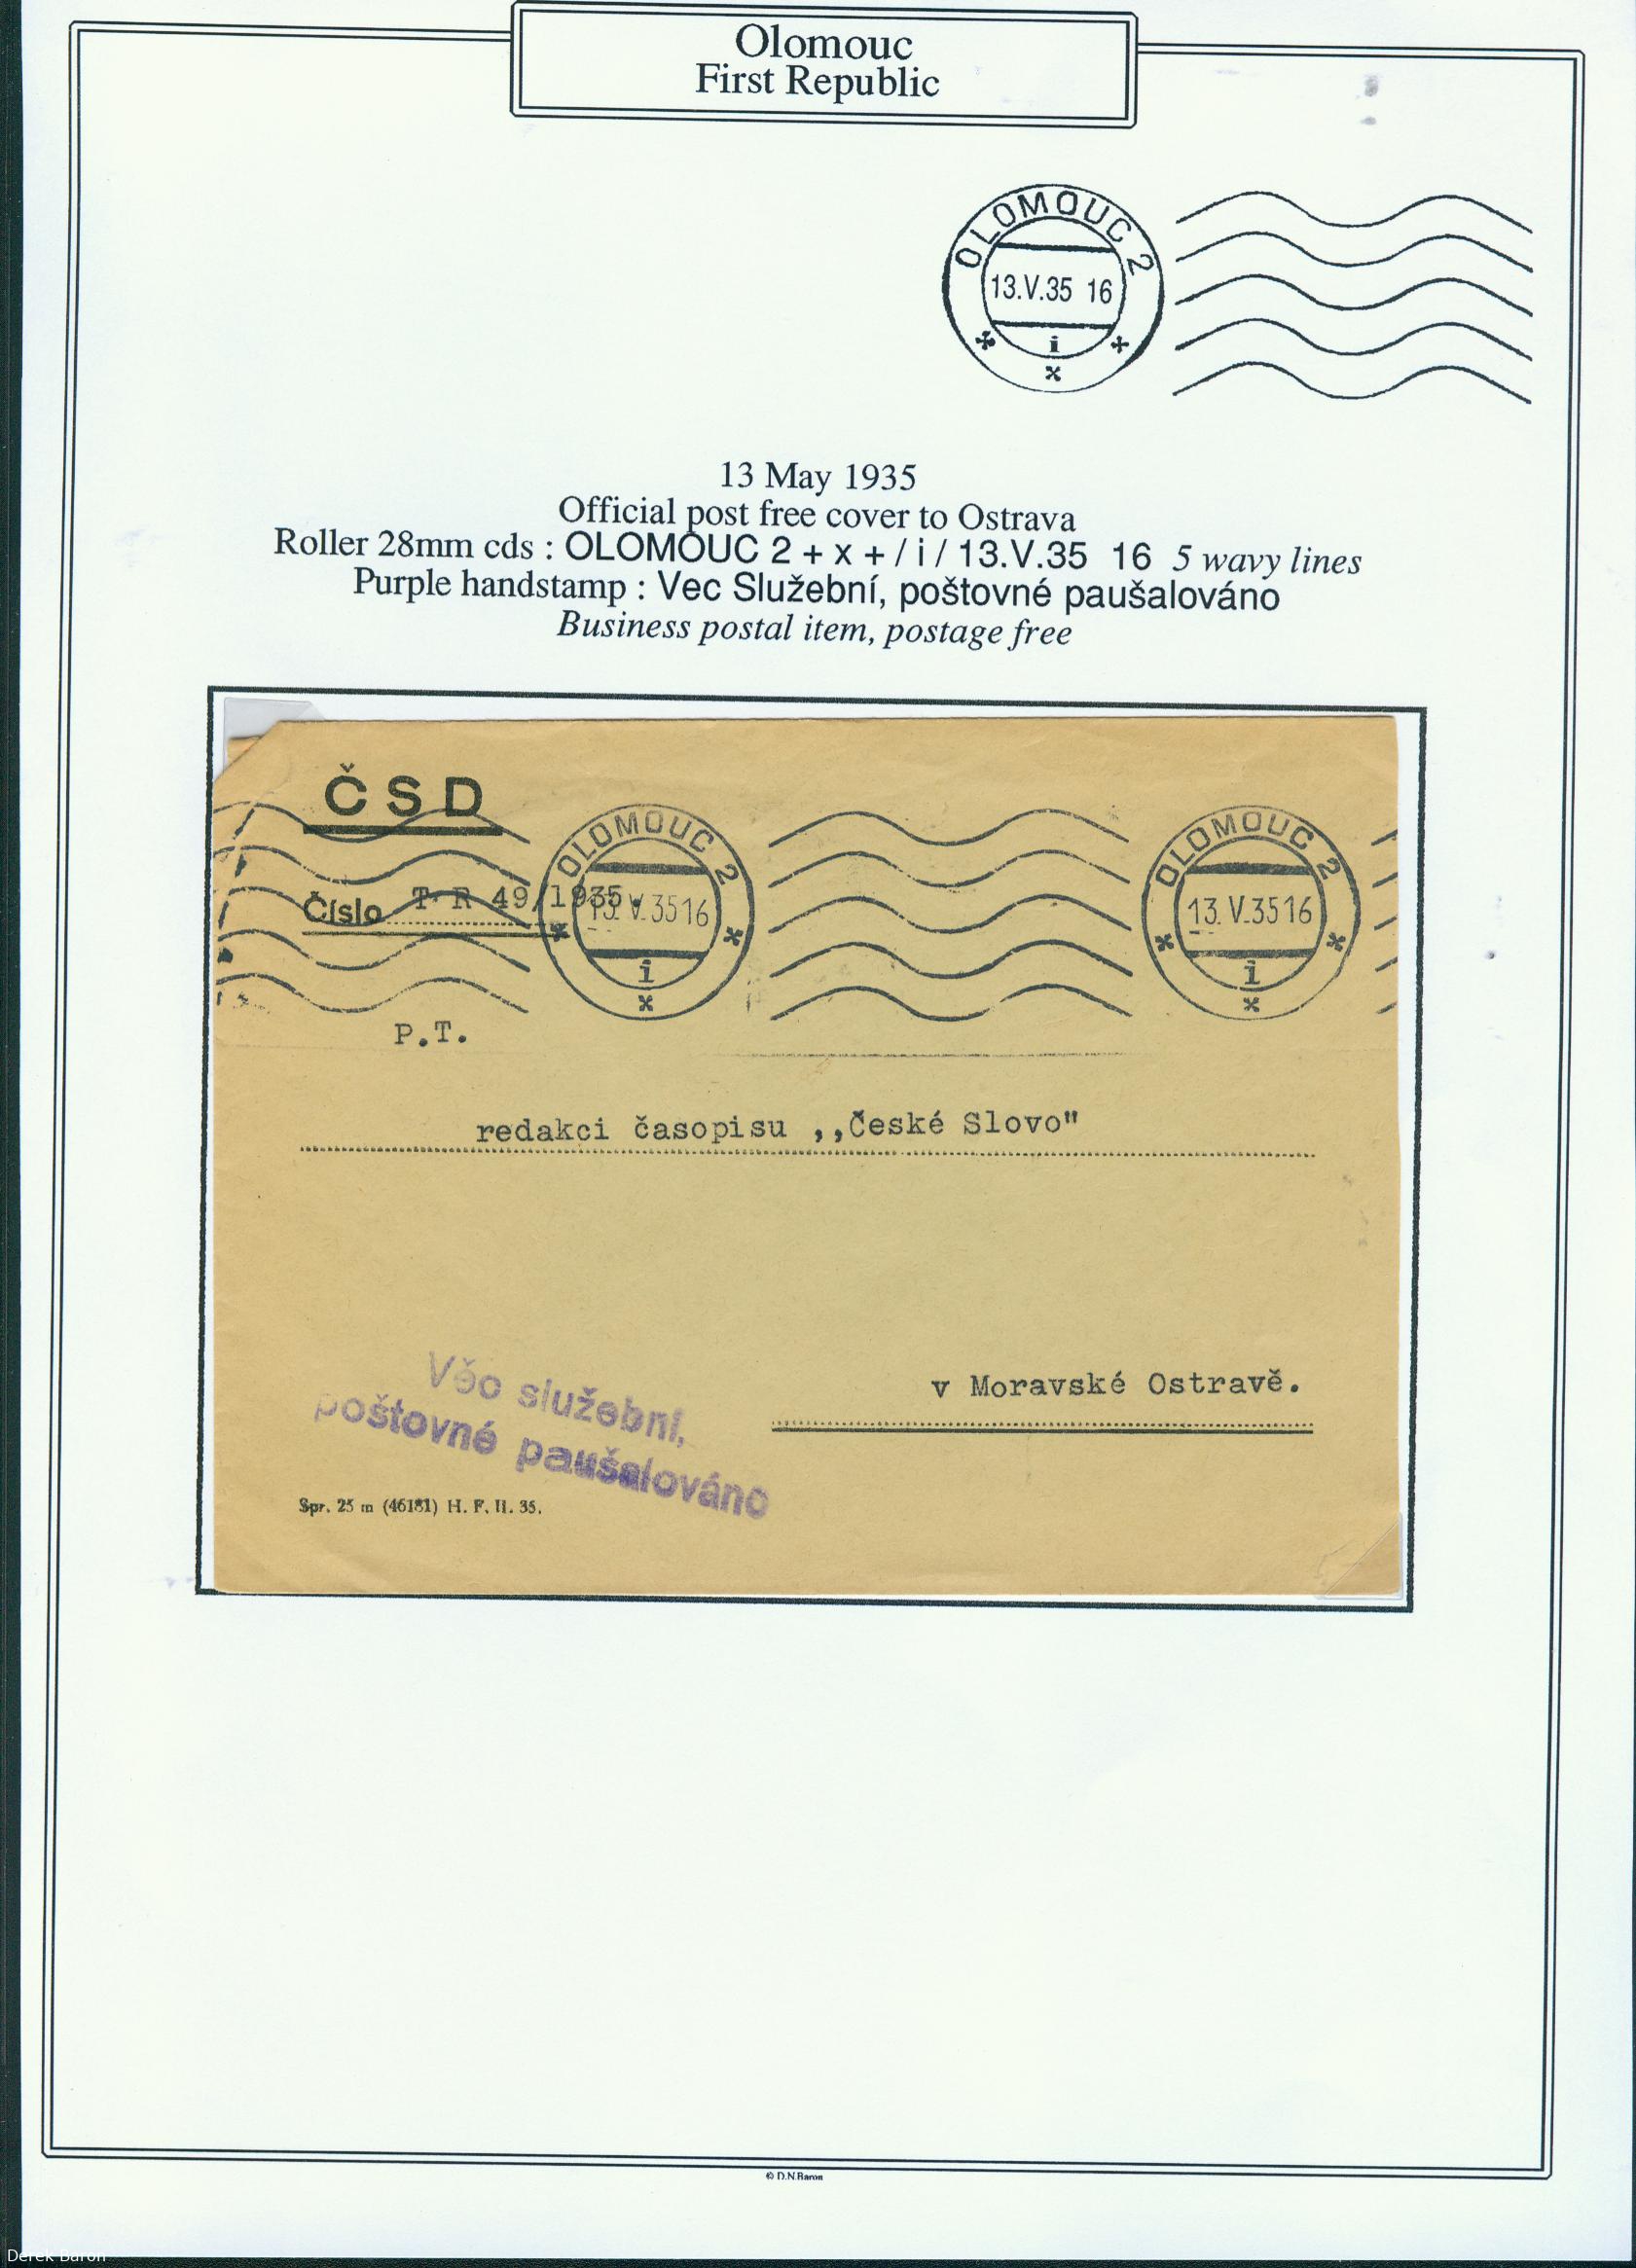 Olomouc
First Republic
OLOMOUC 2
13.V.35 16
i
13 May 1935
Official post free cover to Ostrava
Roller 28mm cds : OLOMOUC 2 + x + / i / 13.V.35 16 5 wavy lines
Purple handstamp : Vec Služební, poštovné paušalováno
Business postal item, postage free
ČSD
OLOMOUC 2
13.V.35 16
i
OLOMOUC 2
13.V.35 16
i
Číslo T R 49/1935.
P.T.
redakci časopisu ,,České Slovo"
v Moravské Ostravě.
Věc služební,
poštovné paušalováno
Spr. 25 m (46181) H. F. II. 35.
© D.N.Baron
Derek Baron